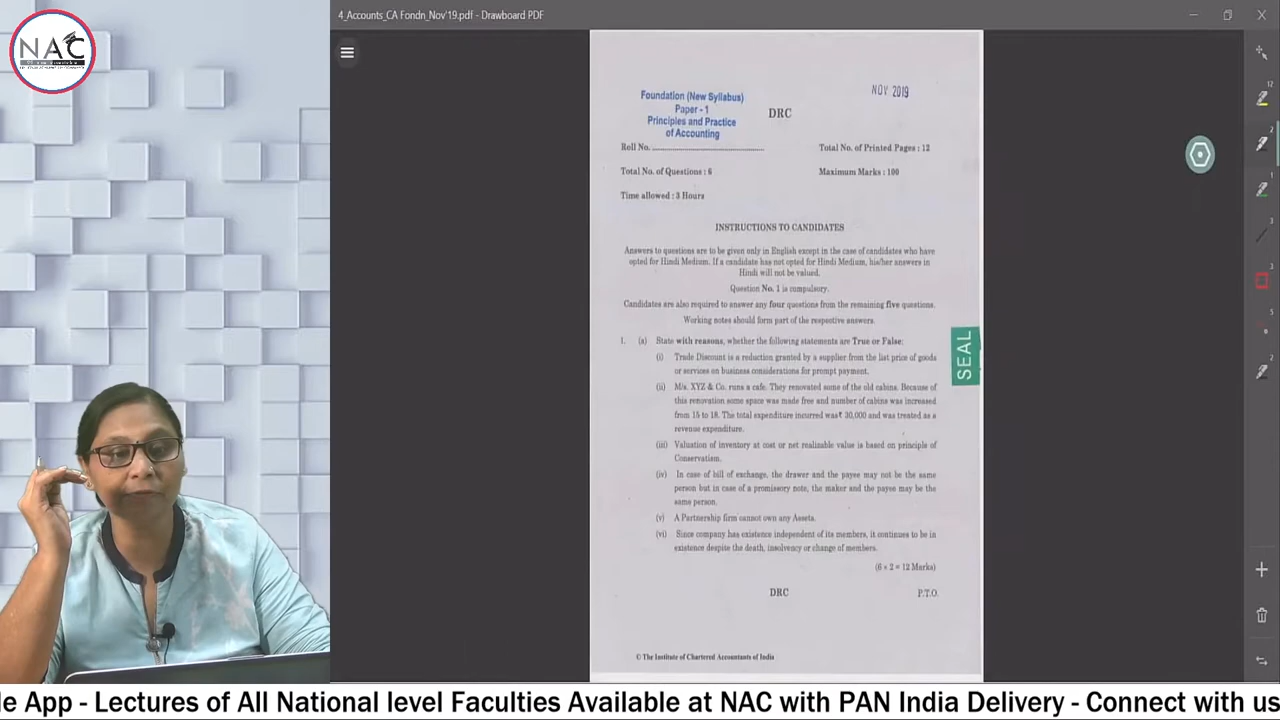 4_Accounts_CA Fondn_Nov'19.pdf - Drawboard PDF
NAC
NOV 2019
Foundation (New Syllabus)
Paper - 1
Principles and Practice
of Accounting
DRC
Roll No.
Total No. of Printed Pages : 12
Total No. of Questions : 6
Maximum Marks : 100
Time allowed : 3 Hours
INSTRUCTIONS TO CANDIDATES
Answers to questions are to be given only in English except in the case of candidates who have
opted for Hindi Medium. If a candidate has not opted for Hindi Medium, his/her answers in
Hindi will not be valued.
Question No. 1 is compulsory.
Candidates are also required to answer any four questions from the remaining five questions.
Working notes should form part of the respective answers.
1. (a) State with reasons, whether the following statements are True or False:
(i) Trade Discount is a reduction granted by a supplier from the list price of goods
or services on business considerations for prompt payment.
(ii) M/s. XYZ & Co. runs a cafe. They renovated some of the old cabins. Because of
this renovation some space was made free and number of cabins was increased
from 15 to 18. The total expenditure incurred was ₹ 30,000 and was treated as a
revenue expenditure.
(iii) Valuation of inventory at cost or net realizable value is based on principle of
Conservatism.
(iv) In case of bill of exchange, the drawer and the payee may not be the same
person but in case of a promissory note, the maker and the payee may be the
same person.
(v) A Partnership firm cannot own any Assets.
(vi) Since company has existence independent of its members, it continues to be in
existence despite the death, insolvency or change of members.
(6 × 2 = 12 Marks)
DRC
P.T.O.
SEAL
© The Institute of Chartered Accountants of India
le App - Lectures of All National level Faculties Available at NAC with PAN India Delivery - Connect with us